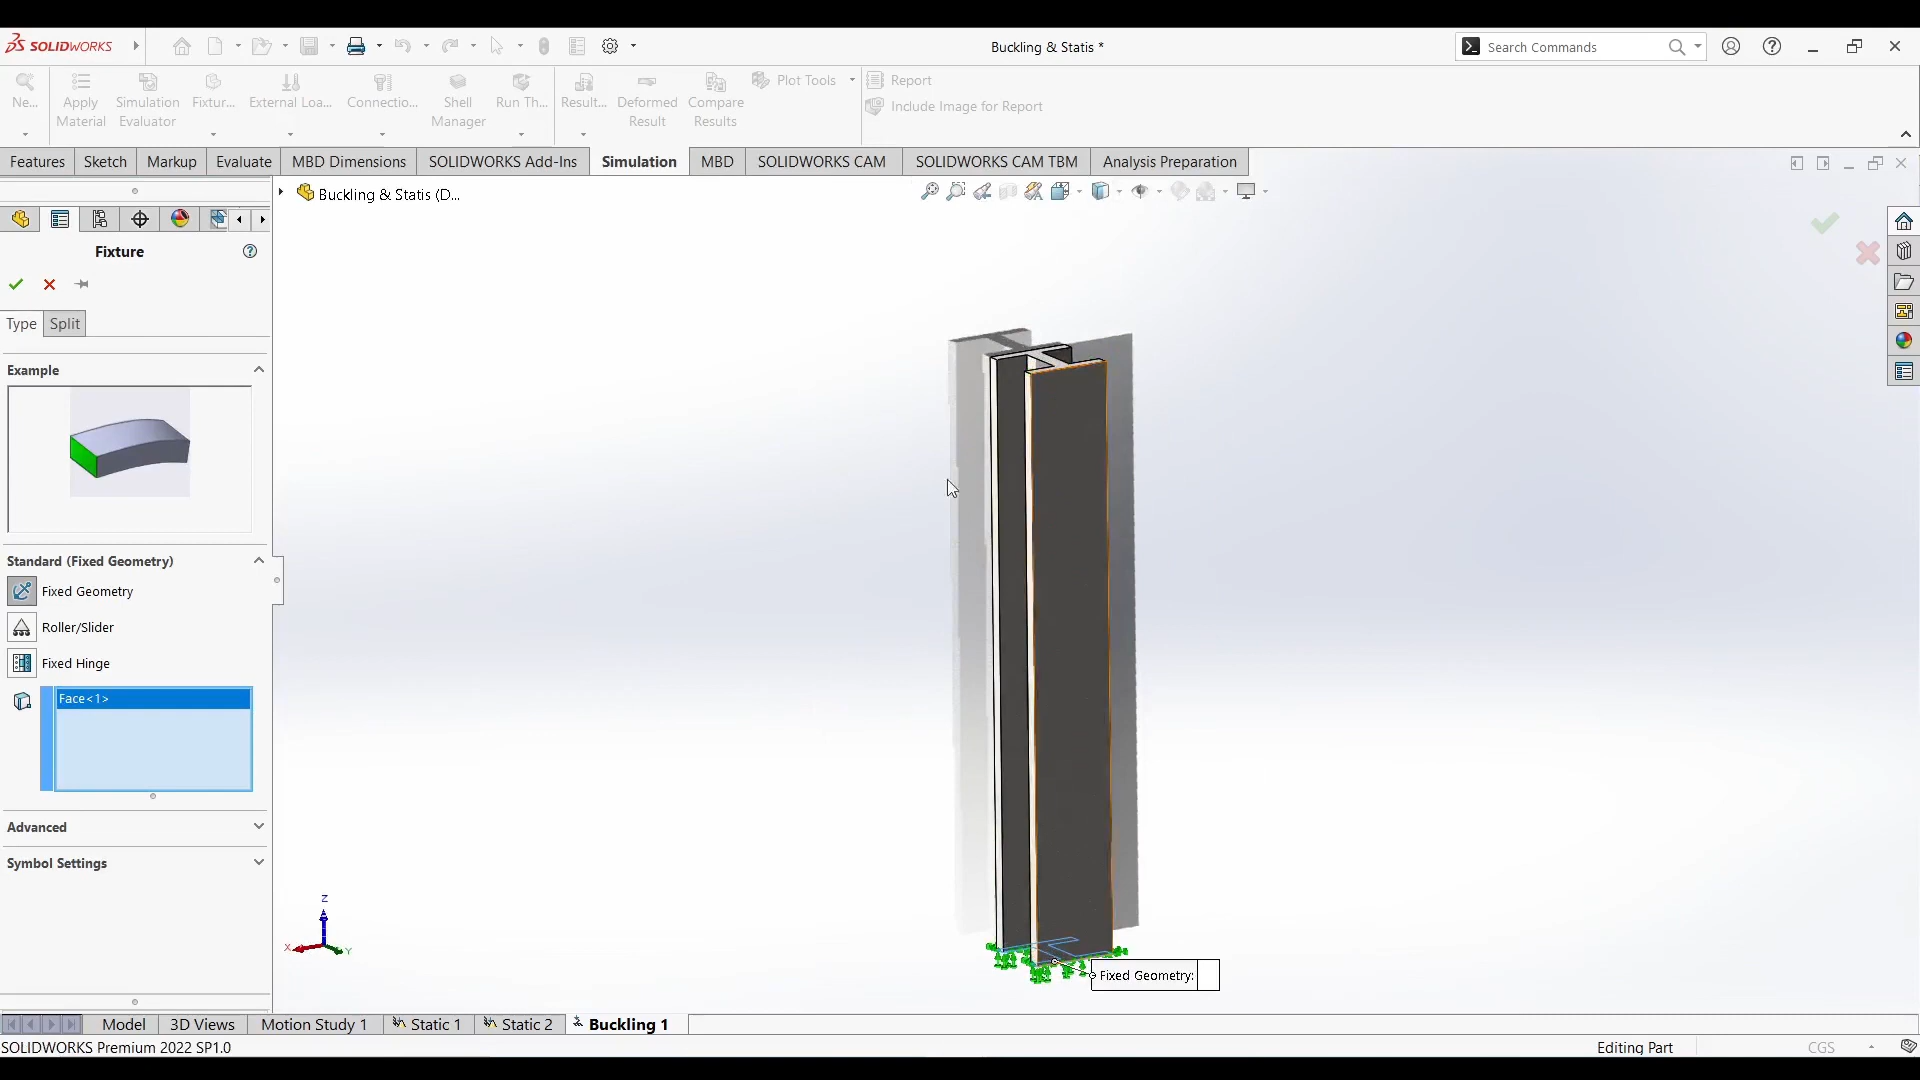 SOLIDWORKS
Buckling & Statis *
Search Commands
Ne...
Apply Material
Simulation Evaluator
Fixtur...
External Loa...
Connectio...
Shell Manager
Run Th...
Result...
Deformed Result
Compare Results
Plot Tools
Report
Include Image for Report
Features
Sketch
Markup
Evaluate
MBD Dimensions
SOLIDWORKS Add-Ins
Simulation
MBD
SOLIDWORKS CAM
SOLIDWORKS CAM TBM
Analysis Preparation
Buckling & Statis (D...
Fixture
Type
Split
Example
Standard (Fixed Geometry)
Fixed Geometry
Roller/Slider
Fixed Hinge
Face<1>
Advanced
Symbol Settings
Z
X
Y
Fixed Geometry:
Model
3D Views
Motion Study 1
Static 1
Static 2
Buckling 1
SOLIDWORKS Premium 2022 SP1.0
Editing Part
CGS